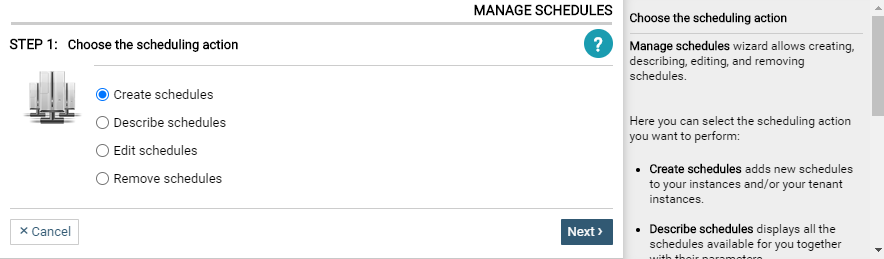 MANAGE SCHEDULES
STEP 1: Choose the scheduling action
?
Create schedules
Describe schedules
Edit schedules
Remove schedules
× Cancel
Next ›
Choose the scheduling action
Manage schedules wizard allows creating,
describing, editing, and removing
schedules.
Here you can select the scheduling action
you want to perform:
• Create schedules adds new schedules
to your instances and/or your tenant
instances.
• Describe schedules displays all the
schedules available for you together
with their parameters.